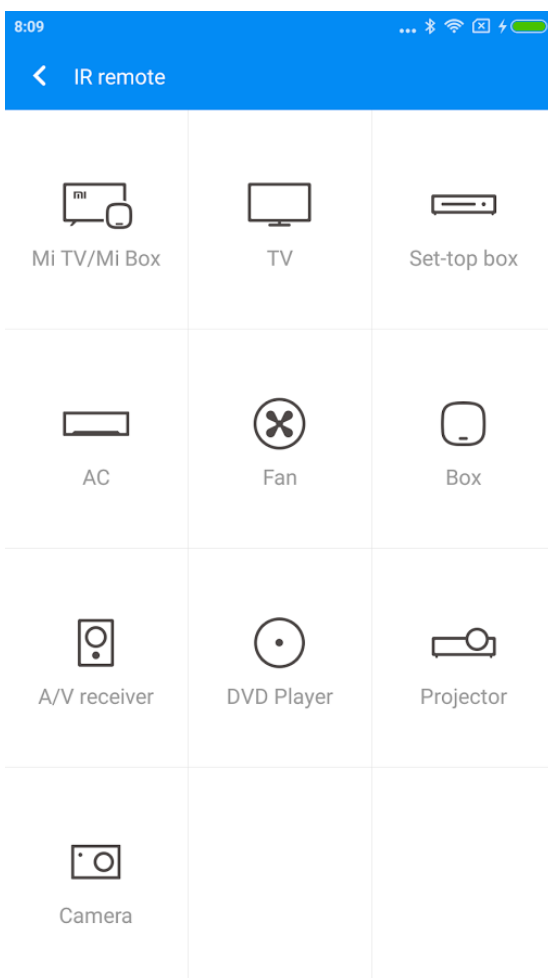 8:09
IR remote
mi
Mi TV/Mi Box
TV
Set-top box
AC
Fan
Box
A/V receiver
DVD Player
Projector
Camera